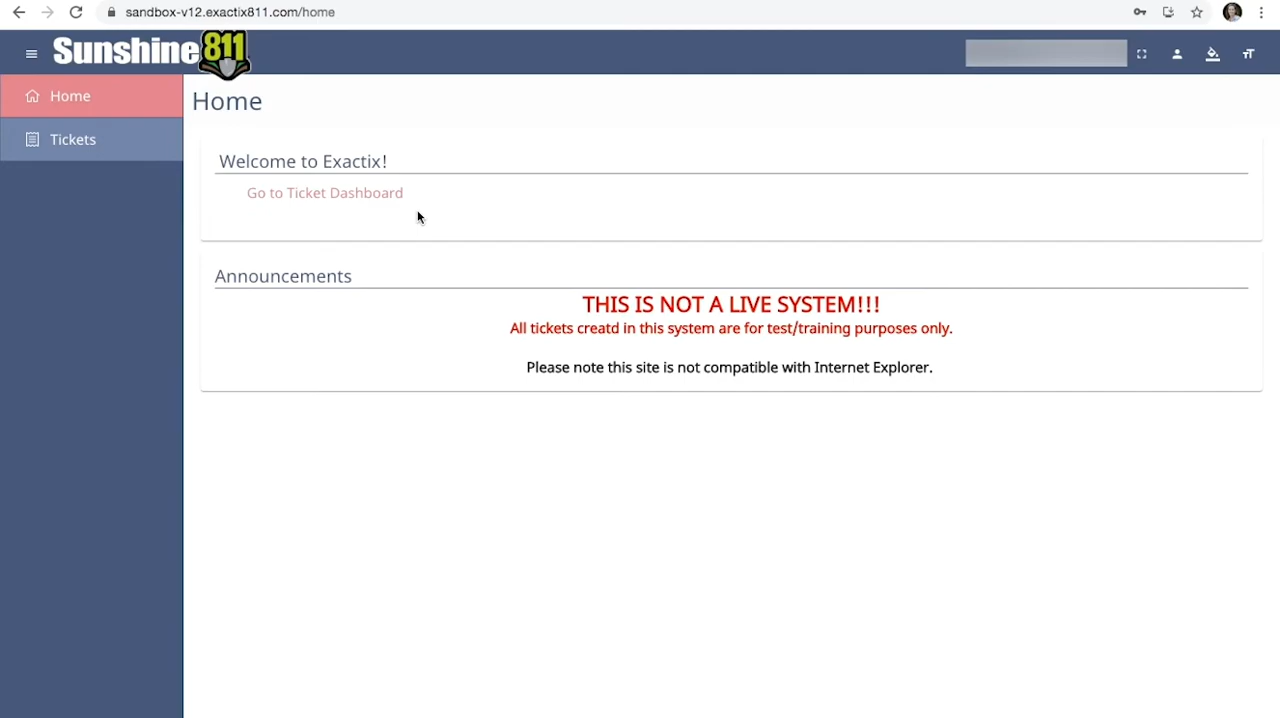 sandbox-v12.exactix811.com/home
Sunshine 811
Home
Tickets
Home
Welcome to Exactix!
Go to Ticket Dashboard
Announcements
THIS IS NOT A LIVE SYSTEM!!!
All tickets creatd in this system are for test/training purposes only.
Please note this site is not compatible with Internet Explorer.